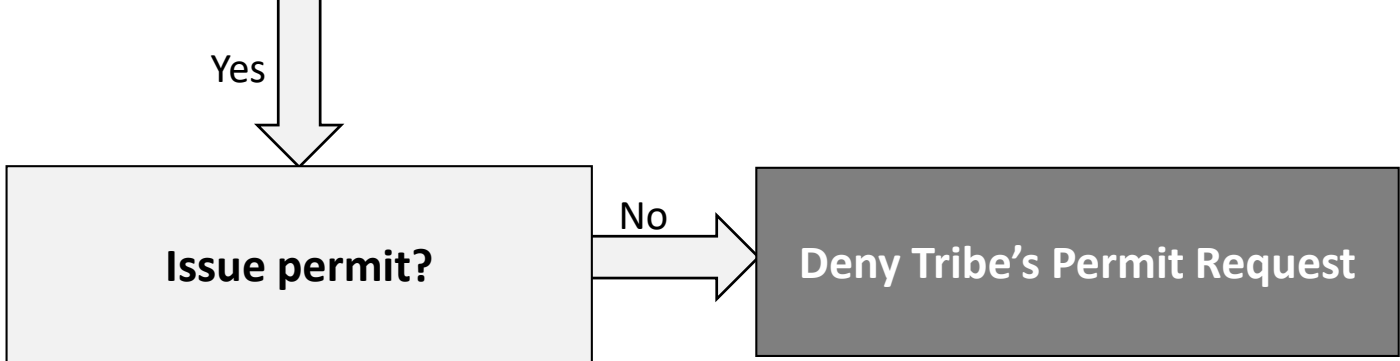 Yes
No
Issue permit?
Deny Tribe’s Permit Request